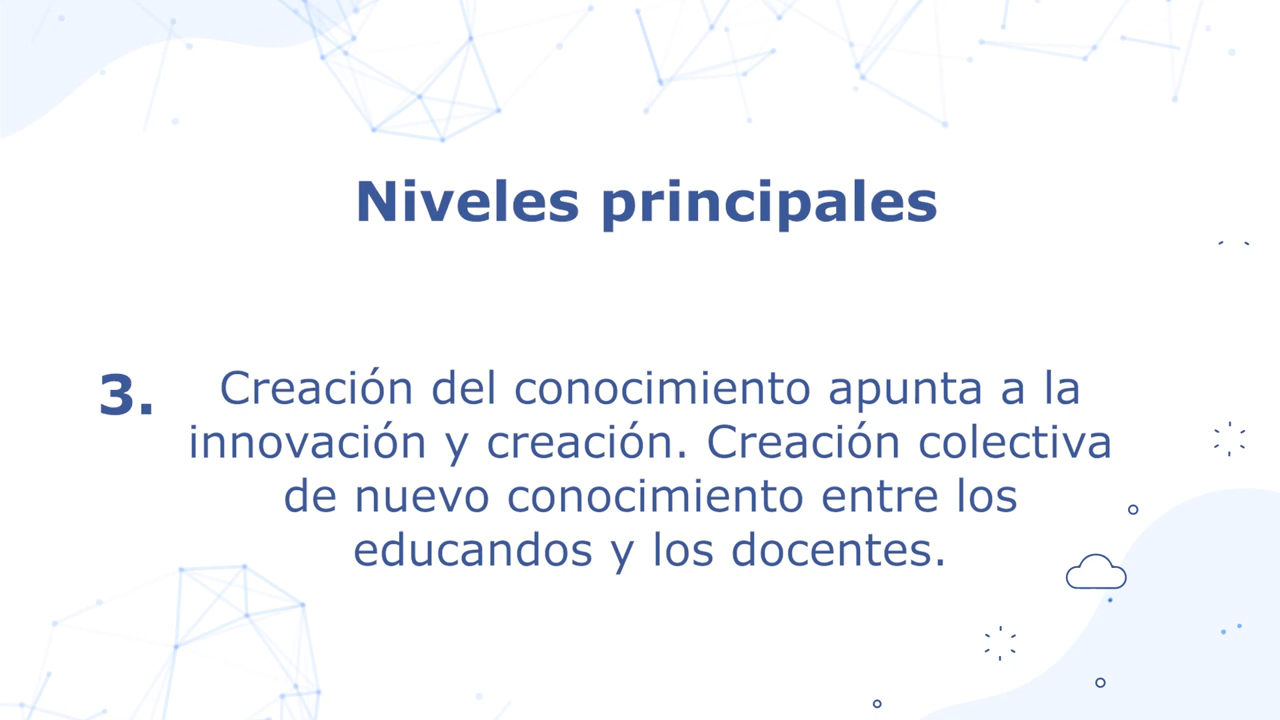 Niveles principales
3. Creación del conocimiento apunta a la
innovación y creación. Creación colectiva
de nuevo conocimiento entre los
educandos y los docentes.